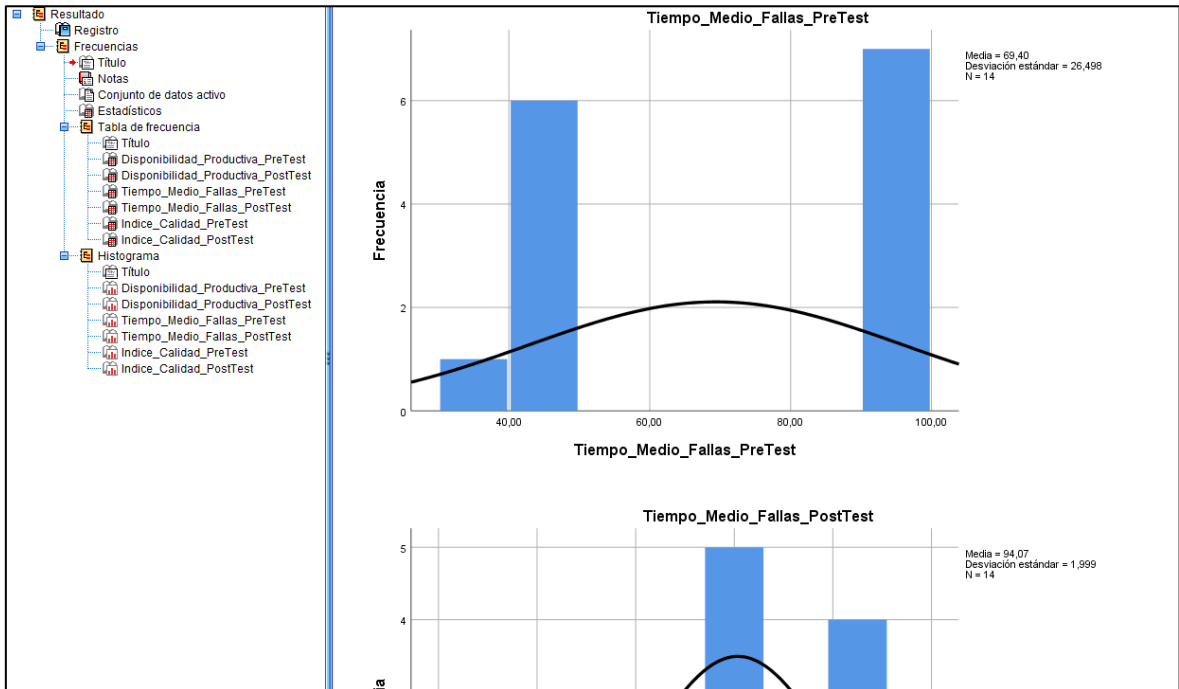 Resultado
Registro
Frecuencias
Título
Notas
Conjunto de datos activo
Estadísticos
Tabla de frecuencia
Título
Disponibilidad_Productiva_PreTest
Disponibilidad_Productiva_PostTest
Tiempo_Medio_Fallas_PreTest
Tiempo_Medio_Fallas_PostTest
Indice_Calidad_PreTest
Indice_Calidad_PostTest
Histograma
Título
Disponibilidad_Productiva_PreTest
Disponibilidad_Productiva_PostTest
Tiempo_Medio_Fallas_PreTest
Tiempo_Medio_Fallas_PostTest
Indice_Calidad_PreTest
Indice_Calidad_PostTest
Tiempo_Medio_Fallas_PreTest
Media = 69,40
Desviación estándar = 26,498
N = 14
Frecuencia
6
4
2
0
40,00 60,00 80,00 100,00
Tiempo_Medio_Fallas_PreTest
Tiempo_Medio_Fallas_PostTest
Media = 94,07
Desviación estándar = 1,999
N = 14
5
4